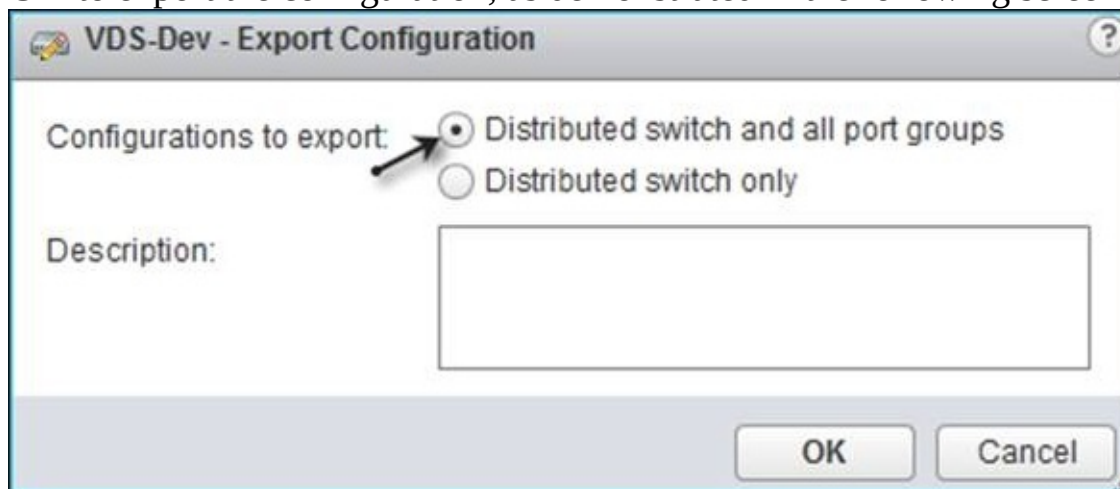 VDS-Dev - Export Configuration
?
Configurations to export:
Distributed switch and all port groups
Distributed switch only
Description:
OK
Cancel